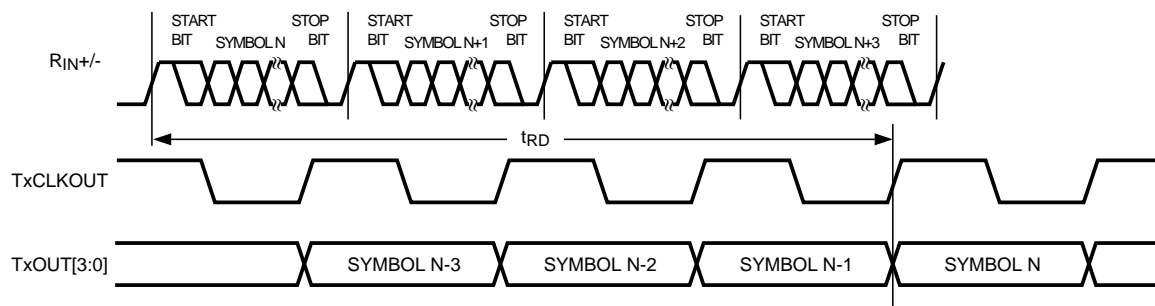 START BIT SYMBOL N STOP BIT
START BIT SYMBOL N+1 STOP BIT
START BIT SYMBOL N+2 STOP BIT
START BIT SYMBOL N+3 STOP BIT
RIN+/-
tRD
TxCLKOUT
TxOUT[3:0]
SYMBOL N-3
SYMBOL N-2
SYMBOL N-1
SYMBOL N